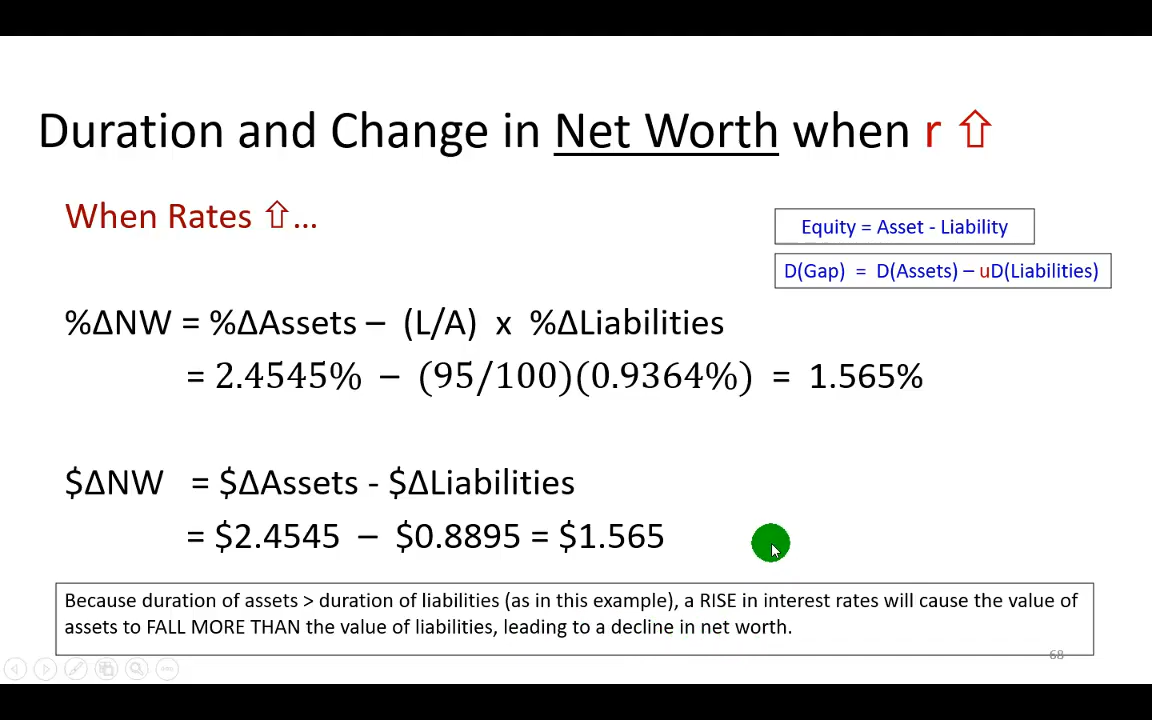 Duration and Change in Net Worth when r ⇧
When Rates ⇧...
Equity = Asset - Liability
D(Gap) = D(Assets) – uD(Liabilities)
%ΔNW = %ΔAssets – (L/A) x %ΔLiabilities
= 2.4545% – (95/100)(0.9364%) = 1.565%
$ΔNW = $ΔAssets - $ΔLiabilities
= $2.4545 – $0.8895 = $1.565
Because duration of assets > duration of liabilities (as in this example), a RISE in interest rates will cause the value of
assets to FALL MORE THAN the value of liabilities, leading to a decline in net worth.
68